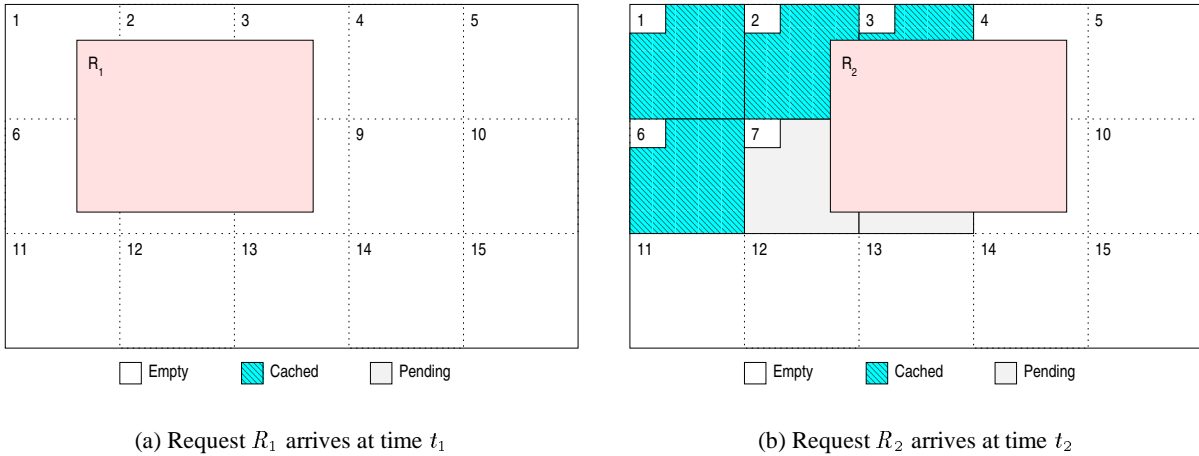 1 2 3 4 5
R1
6 9 10
11 12 13 14 15
Empty Cached Pending
(a) Request R1 arrives at time t1
1 2 3 4 5
R2
6 7 10
11 12 13 14 15
Empty Cached Pending
(b) Request R2 arrives at time t2